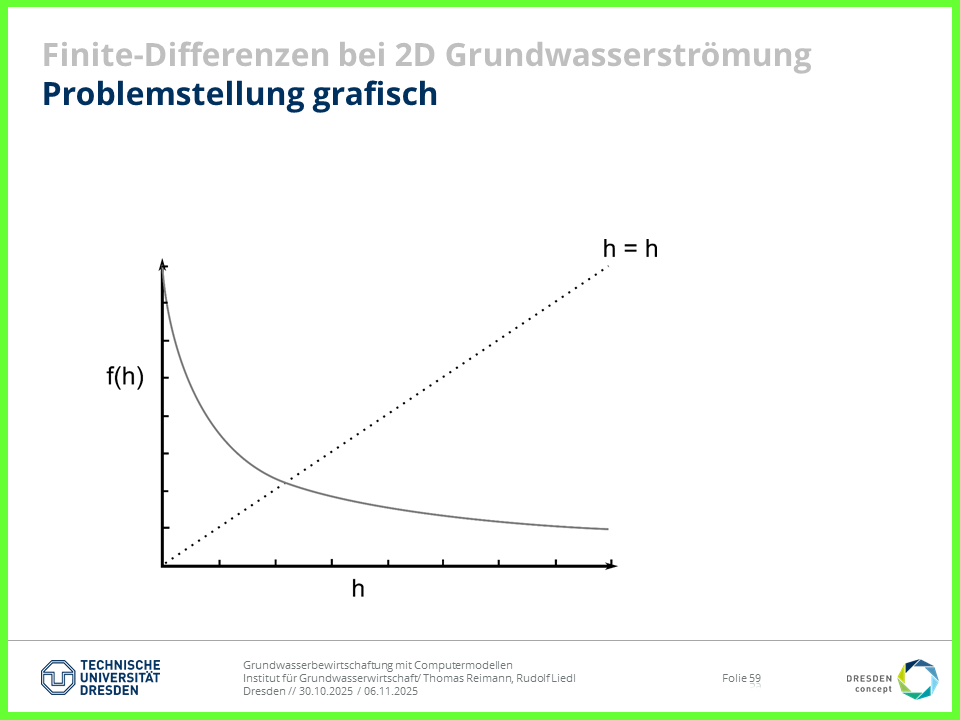 Finite-Differenzen bei 2D Grundwasserströmung
Problemstellung grafisch
h = h
f(h)
h
TECHNISCHE
UNIVERSITÄT
DRESDEN
Grundwasserbewirtschaftung mit Computermodellen
Institut für Grundwasserwirtschaft/ Thomas Reimann, Rudolf Liedl
Dresden // 30.10.2025 / 06.11.2025
Folie 59
DRESDEN
concept